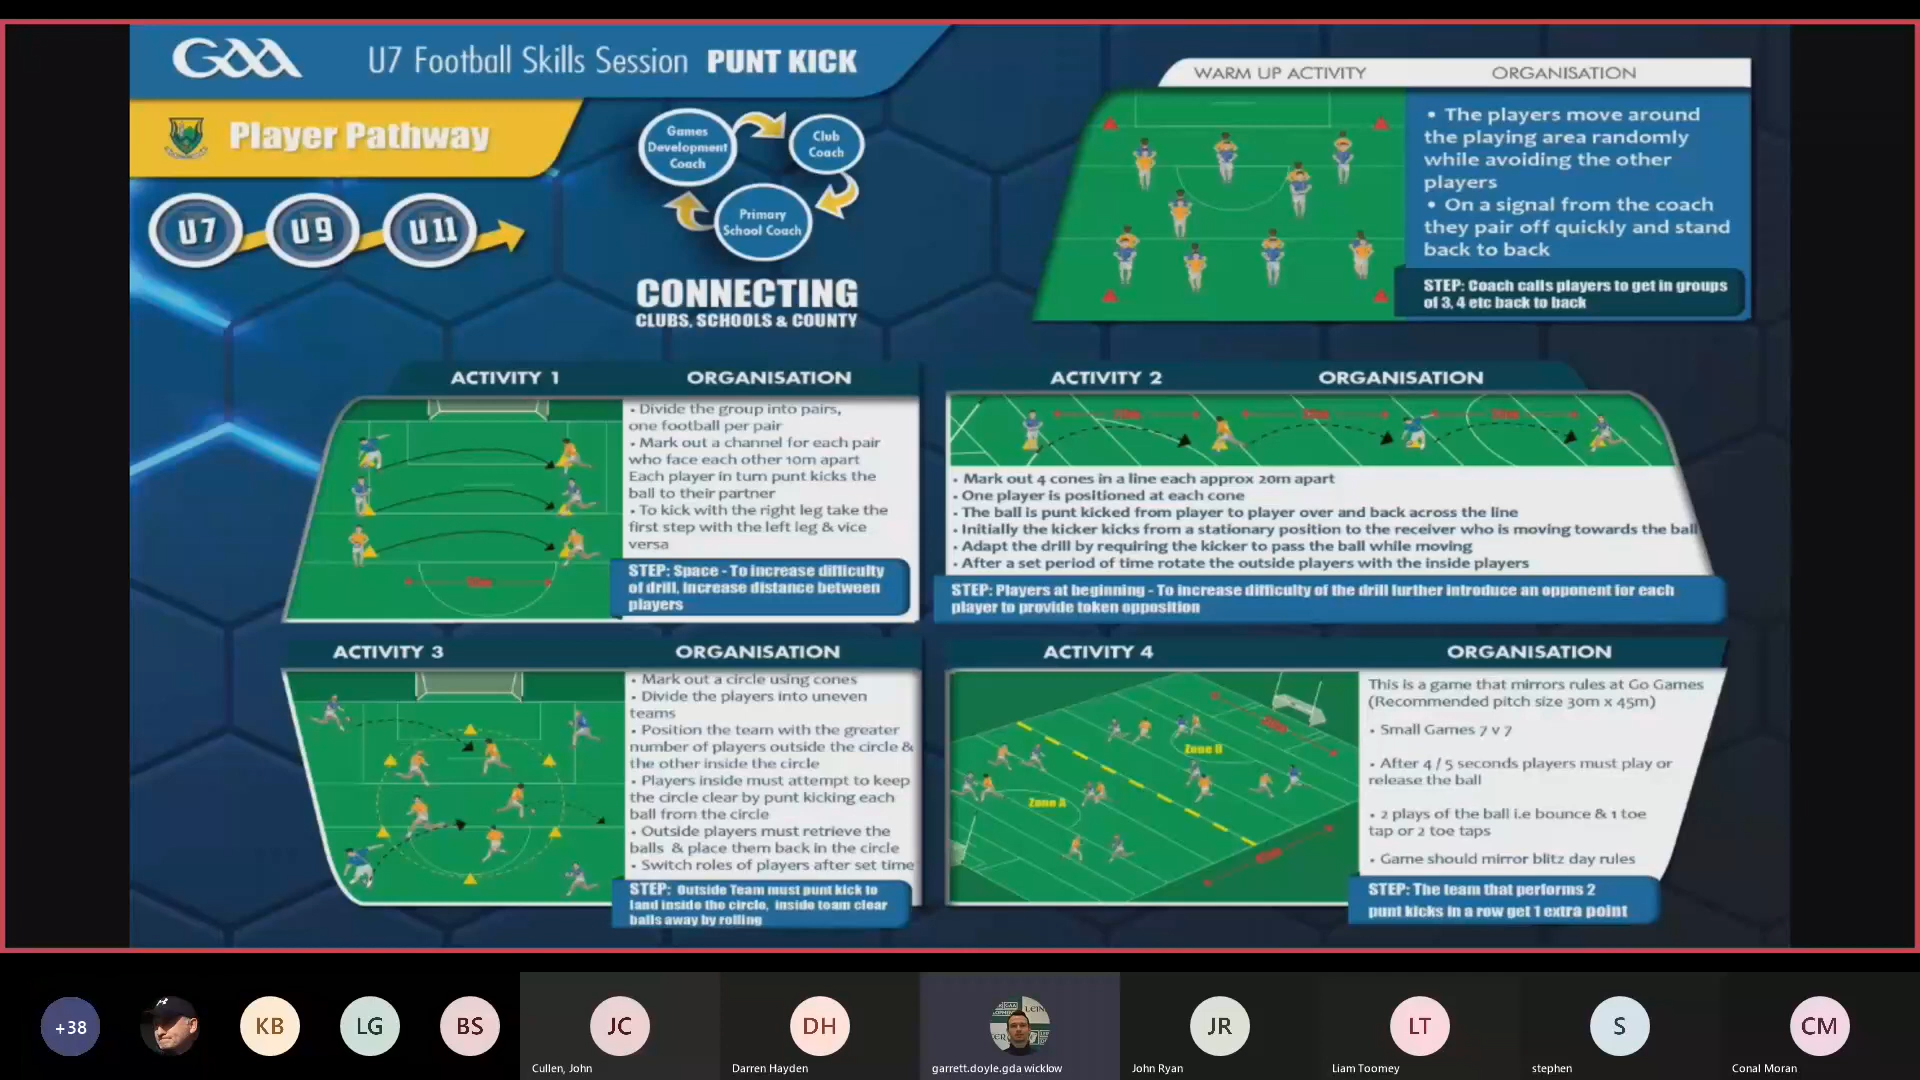 GAA
U7 Football Skills Session PUNT KICK
Player Pathway
U7
U9
U11
Games
Development
Coach
Club
Coach
Primary
School Coach
CONNECTING
CLUBS, SCHOOLS & COUNTY
WARM UP ACTIVITY
ORGANISATION
• The players move around
the playing area randomly
while avoiding the other
players
• On a signal from the coach
they pair off quickly and stand
back to back
STEP: Coach calls players to get in groups
of 3, 4 etc back to back
ACTIVITY 1
ORGANISATION
• Divide the group into pairs,
one football per pair
• Mark out a channel for each pair
who face each other 10m apart
Each player in turn punt kicks the
ball to their partner
• To kick with the right leg take the
first step with the left leg & vice
versa
STEP: Space - To increase difficulty
of drill, increase distance between
players
ACTIVITY 2
ORGANISATION
• Mark out 4 cones in a line each approx 20m apart
• One player is positioned at each cone
• The ball is punt kicked from player to player over and back across the line
• Initially the kicker kicks from a stationary position to the receiver who is moving towards the ball
• Adapt the drill by requiring the kicker to pass the ball while moving
• After a set period of time rotate the outside players with the inside players
STEP: Players at beginning - To increase difficulty of the drill further introduce an opponent for each
player to provide token opposition
ACTIVITY 3
ORGANISATION
• Mark out a circle using cones
• Divide the players into uneven
teams
• Position the team with the greater
number of players outside the circle &
the other inside the circle
• Players inside must attempt to keep
the circle clear by punt kicking each
ball from the circle
• Outside players must retrieve the
balls & place them back in the circle
• Switch roles of players after set time
STEP: Outside Team must punt kick to
land inside the circle, inside team clear
balls away by rolling
ACTIVITY 4
ORGANISATION
Zone B
Zone A
This is a game that mirrors rules at Go Games
(Recommended pitch size 30m x 45m)
• Small Games 7 v 7
• After 4 / 5 seconds players must play or
release the ball
• 2 plays of the ball i.e bounce & 1 toe
tap or 2 toe taps
• Game should mirror blitz day rules
STEP: The team that performs 2
punt kicks in a row get 1 extra point
+38
KB
LG
BS
JC
DH
JR
LT
S
CM
Cullen, John
Darren Hayden
garrett.doyle.gda wicklow
John Ryan
Liam Toomey
stephen
Conal Moran